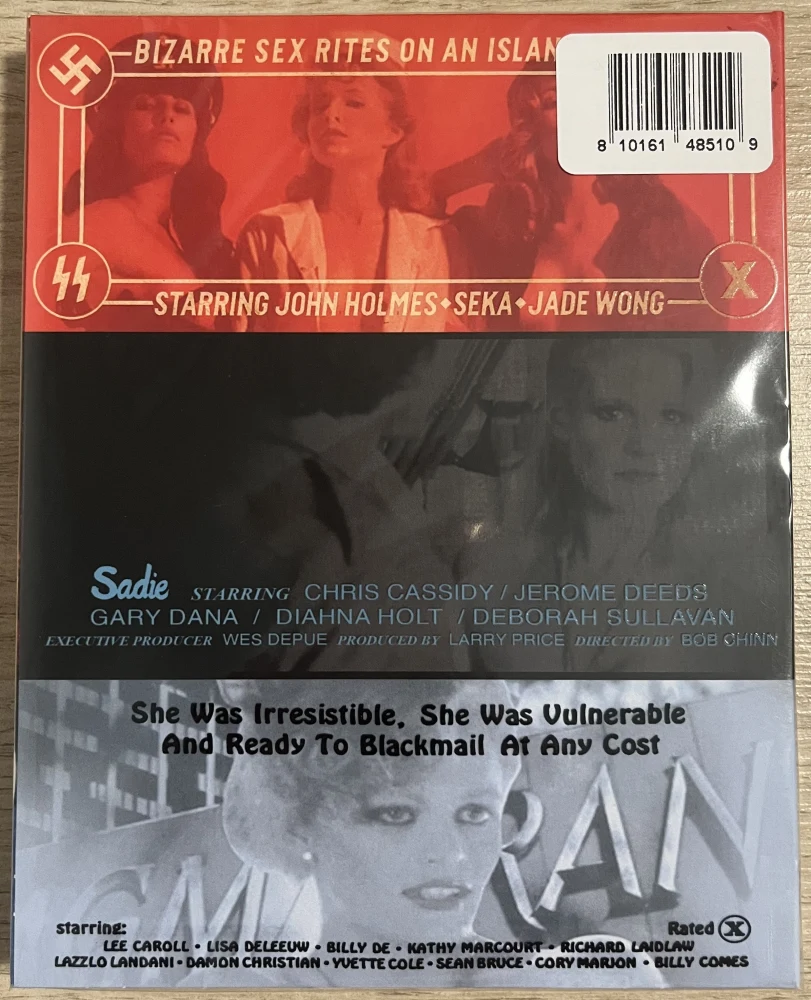 BIZARRE SEX RITES ON AN ISLAN
8 10161 48510 9
STARRING JOHN HOLMES◆SEKA◆JADE WONG
X
Sadie STARRING CHRIS CASSIDY / JEROME DEEDS
GARY DANA / DIAHNA HOLT / DEBORAH SULLAVAN
EXECUTIVE PRODUCER WES DEPUE PRODUCED BY LARRY PRICE DIRECTED BY BOB CHINN
She Was Irresistible, She Was Vulnerable
And Ready To Blackmail At Any Cost
RAN
starring:
Rated X
LEE CAROLL • LISA DELEEUW • BILLY DE • KATHY MARCOURT • RICHARD LAIDLAW
LAZZLO LANDANI • DAMON CHRISTIAN • YVETTE COLE • SEAN BRUCE • CORY MARJON • BILLY COMES